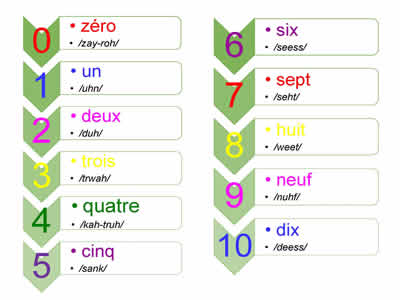 0
• zéro
• /zay-roh/
1
• un
• /uhn/
2
• deux
• /duh/
3
• trois
• /trwah/
4
• quatre
• /kah-truh/
5
• cinq
• /sank/
6
• six
• /seess/
7
• sept
• /seht/
8
• huit
• /weet/
9
• neuf
• /nuhf/
10
• dix
• /deess/